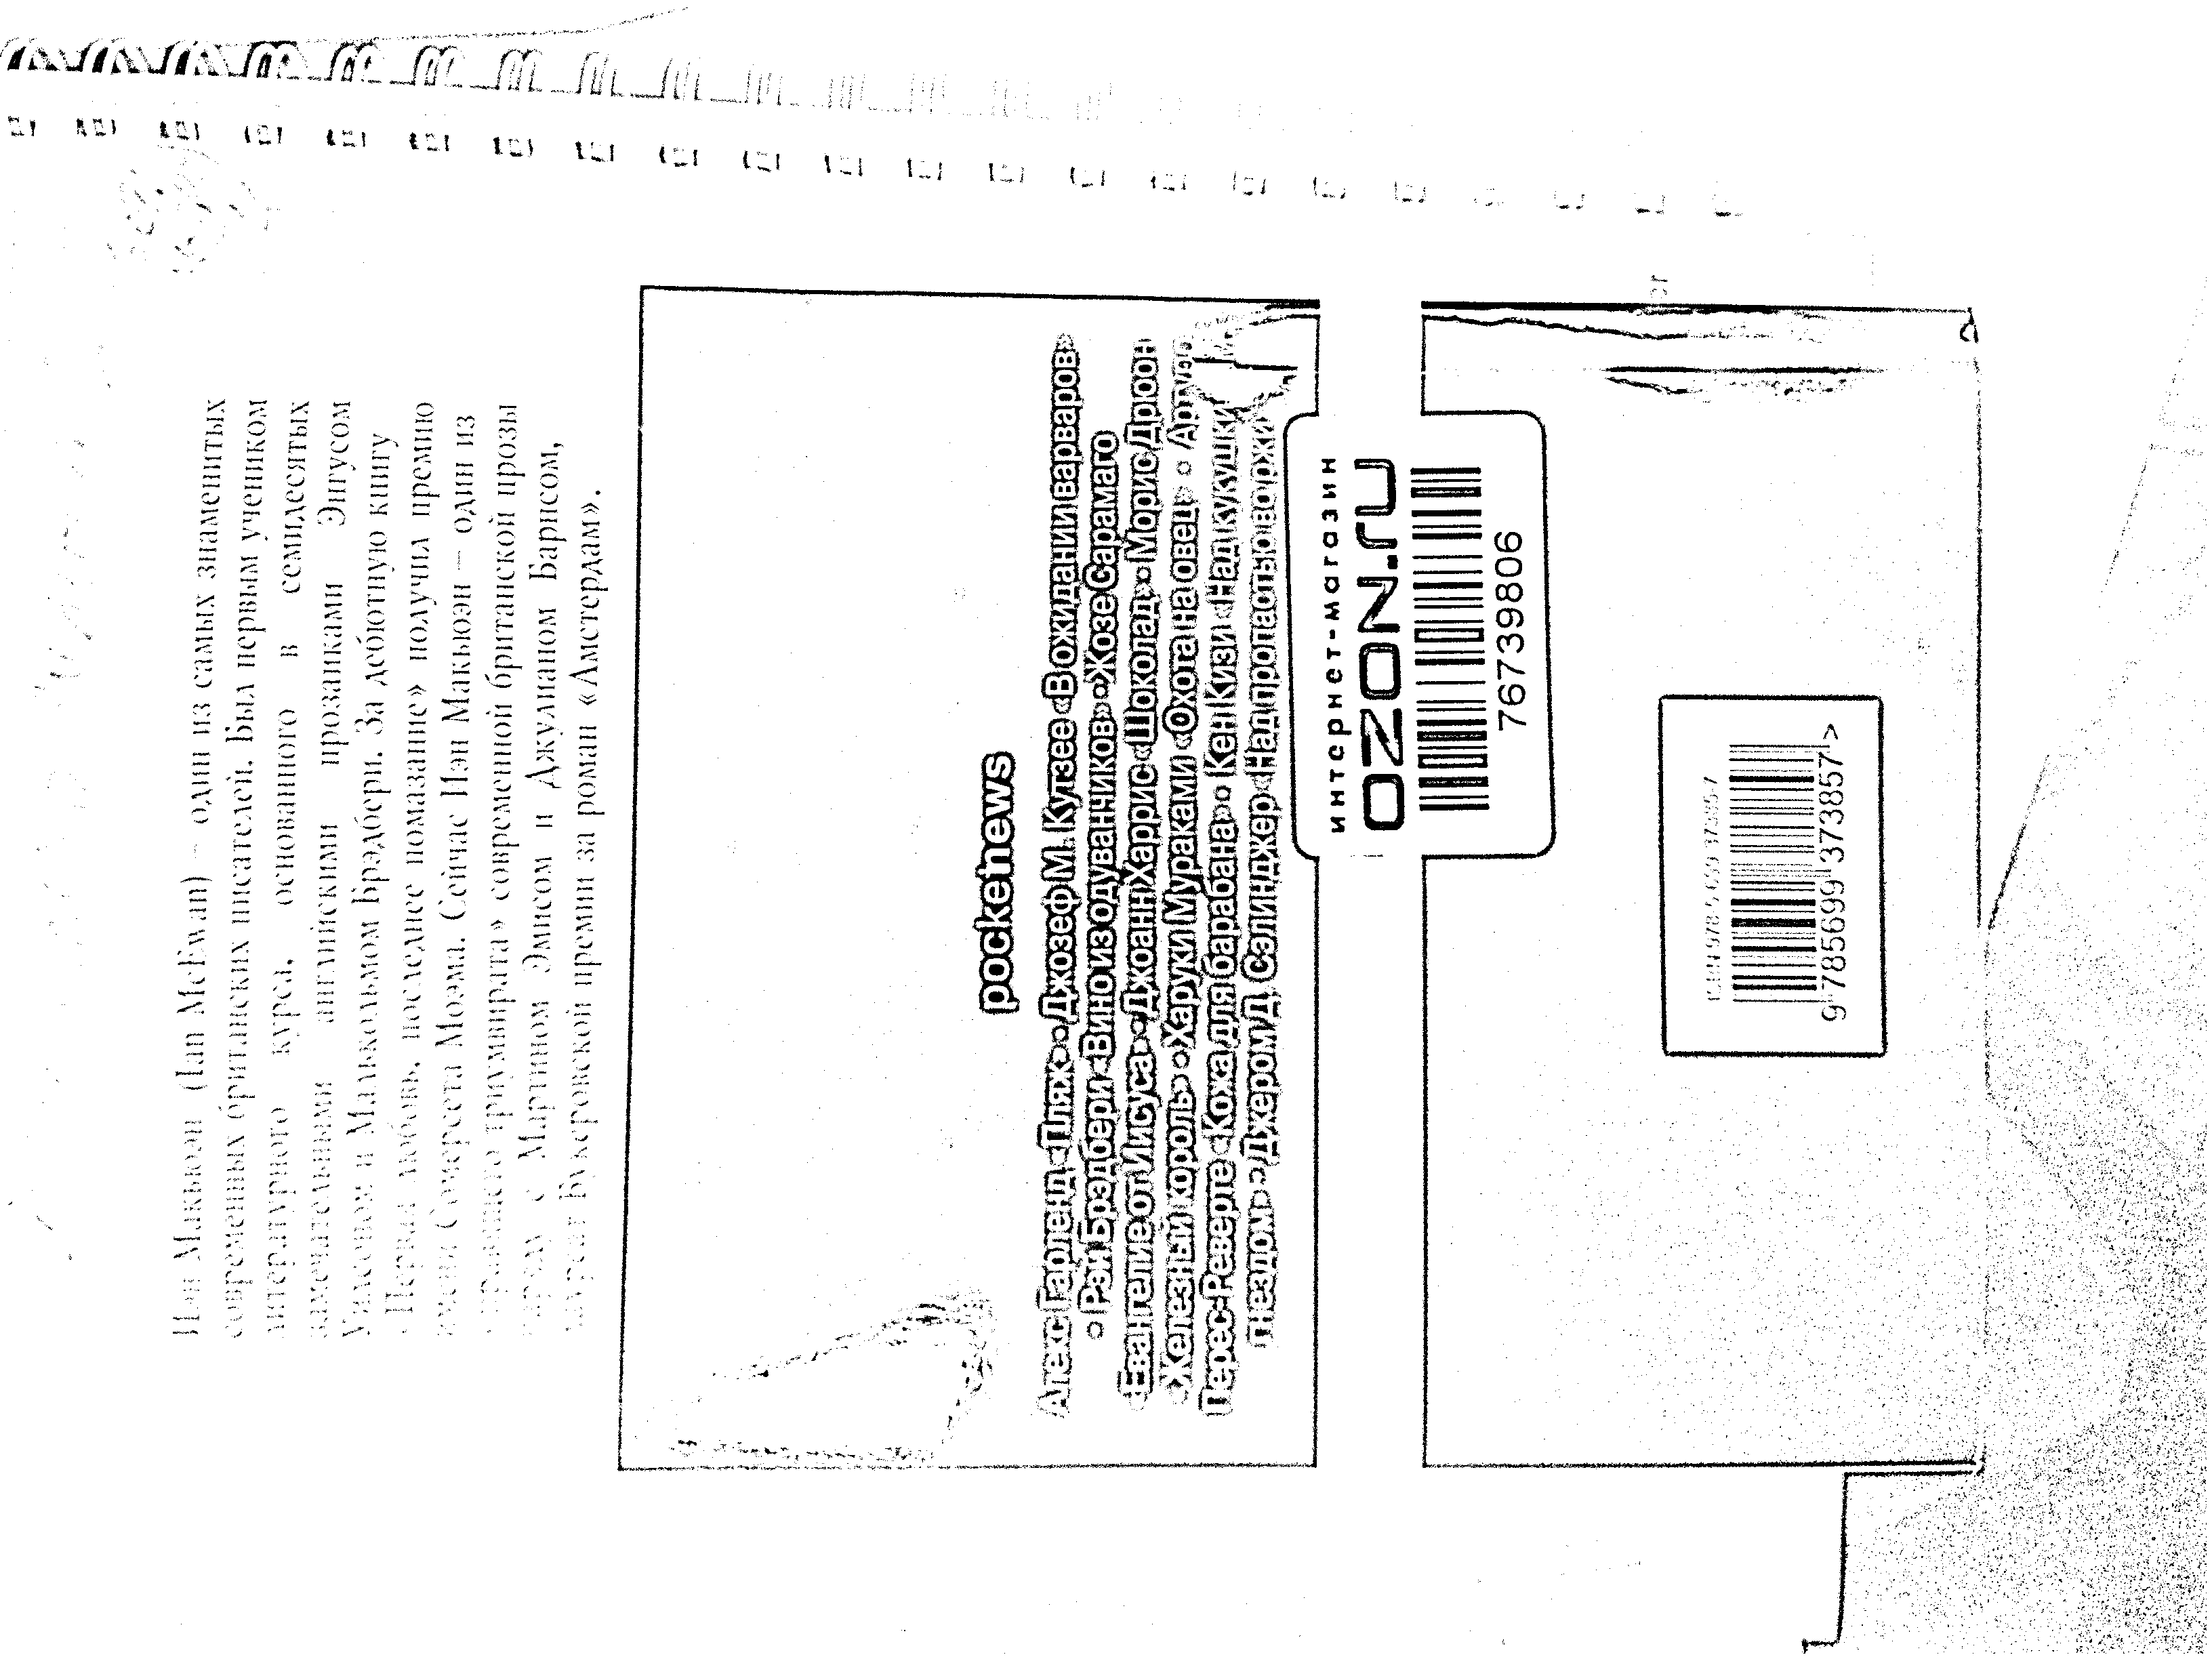 Иэн Макьюэн (Ian McEwan) – один из самых знаменитых
современных британских писателей. Был первым учеником
литературного курса, основанного в семидесятых
замечательными английскими прозаиками Энгусом
Уилсоном и Малькольмом Брэдбери. За дебютную книгу
«Первая любовь, последнее помазание» получил премию
имени Сомерсета Моэма. Сейчас Иэн Макьюэн – один из
«правящего триумвирата» современной британской прозы
наряду с Мартином Эмисом и Джулианом Барнсом,
лауреат Букеровской премии за роман «Амстердам».
pocketnews
Алекс Гарленд «Пляж» • Джозеф М. Кутзее «В ожидании варваров»
• Рэй Брэдбери «Вино из одуванчиков» • Жозе Сарамаго
«Евангелие от Иисуса» • Джоанн Харрис «Шоколад» • Морис Дрюон
«Железный король» • Харуки Мураками «Охота на овец» • Артуро
Перес-Реверте «Кожа для барабана» • Кен Кизи «Над кукушкиным
гнездом» • Джером Д. Сэлинджер «Над пропастью во ржи»
интернет-магазин
OZON.ru
76739806
ISBN 978-5-699-37385-7
9 785699 373857 >